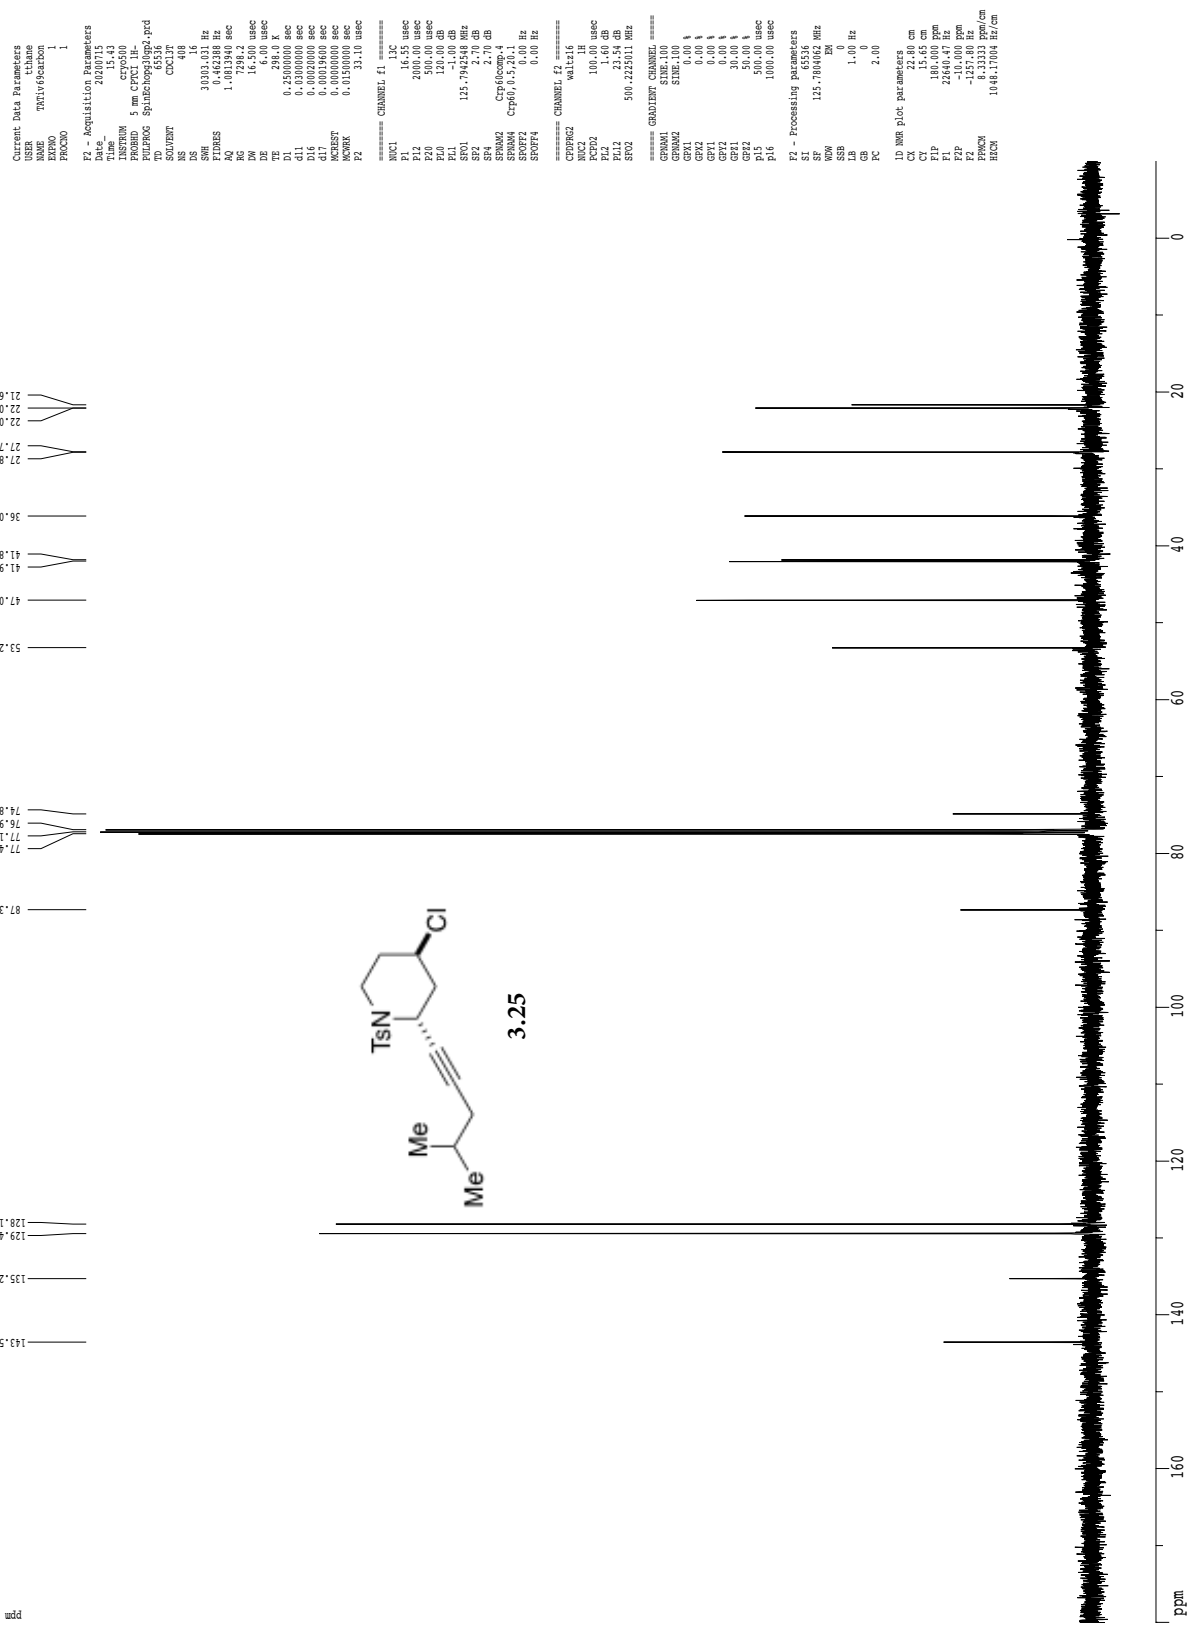 Current Data Parameters
USER tthane
NAME TATiv69carbon
EXPNO 1
PROCNO 1
F2 - Acquisition Parameters
Date_ 20200715
Time 15.43
INSTRUM cryo500
PROBHD 5 mm CPTCI 1H-
PULPROG SpinEchopg30gp2.prd
TD 65536
SOLVENT CDCl3T
NS 408
DS 16
SWH 30303.031 Hz
FIDRES 0.462388 Hz
AQ 1.0813940 sec
RG 7298.2
DW 16.500 usec
DE 6.00 usec
TE 298.0 K
D1 0.25000000 sec
d11 0.03000000 sec
D16 0.00020000 sec
d17 0.00019600 sec
MCREST 0.00000000 sec
MCWRK 0.01500000 sec
P2 33.10 usec
======== CHANNEL f1 ========
NUC1 13C
P1 16.55 usec
P12 2000.00 usec
P20 500.00 usec
PL0 120.00 dB
PL1 -1.00 dB
SFO1 125.7942548 MHz
SP2 2.70 dB
SP4 2.70 dB
SPNAM2 Crp60comp.4
SPNAM4 Crp60,0.5,20.1
SPOFF2 0.00 Hz
SPOFF4 0.00 Hz
======== CHANNEL f2 ========
CPDPRG2 waltz16
NUC2 1H
PCPD2 100.00 usec
PL2 1.60 dB
PL12 23.54 dB
SFO2 500.2225011 MHz
====== GRADIENT CHANNEL =====
GPNAM1 SINE.100
GPNAM2 SINE.100
GPX1 0.00 %
GPX2 0.00 %
GPY1 0.00 %
GPY2 0.00 %
GPZ1 30.00 %
GPZ2 50.00 %
p15 500.00 usec
p16 1000.00 usec
F2 - Processing parameters
SI 65536
SF 125.7804062 MHz
WDW EM
SSB 0
LB 1.00 Hz
GB 0
PC 2.00
1D NMR plot parameters
CX 22.80 cm
CY 15.65 cm
F1P 180.000 ppm
F1 22640.47 Hz
F2P -10.000 ppm
F2 -1257.80 Hz
PPMCM 8.33333 ppm/cm
HZCM 1048.17004 Hz/cm
ppm
143.5
135.2
129.4
128.1
87.3
77.4
77.1
76.9
74.8
53.2
47.0
41.9
41.8
36.0
27.8
27.7
22.0
22.0
21.6
TsN
Cl
Me
Me
3.25
ppm
160
140
120
100
80
60
40
20
0